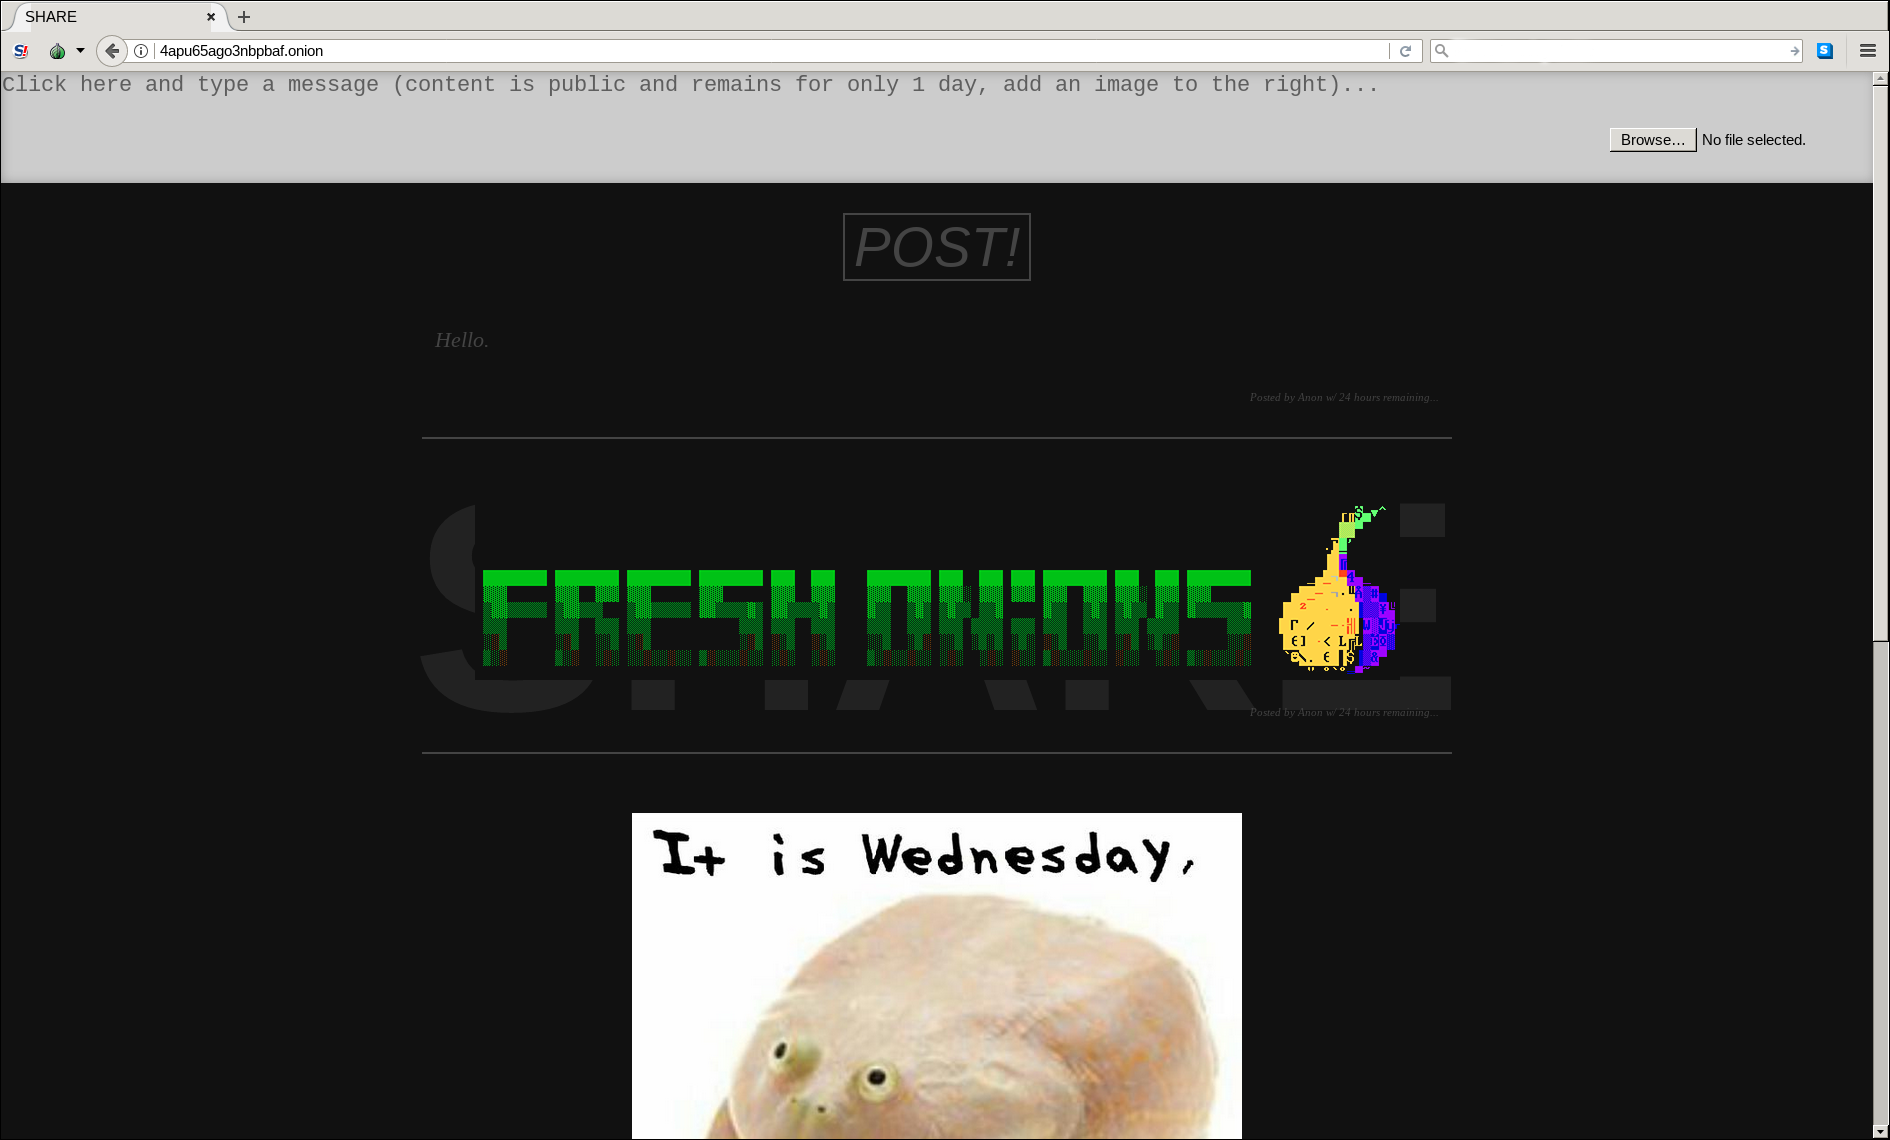 SHARE
4apu65ago3nbpbaf.onion
Click here and type a message (content is public and remains for only 1 day, add an image to the right)...
Browse... No file selected.
POST!
Hello.
Posted by Anon w/ 24 hours remaining...
SHARE
FRESH ONIONS
Posted by Anon w/ 24 hours remaining...
It is Wednesday,